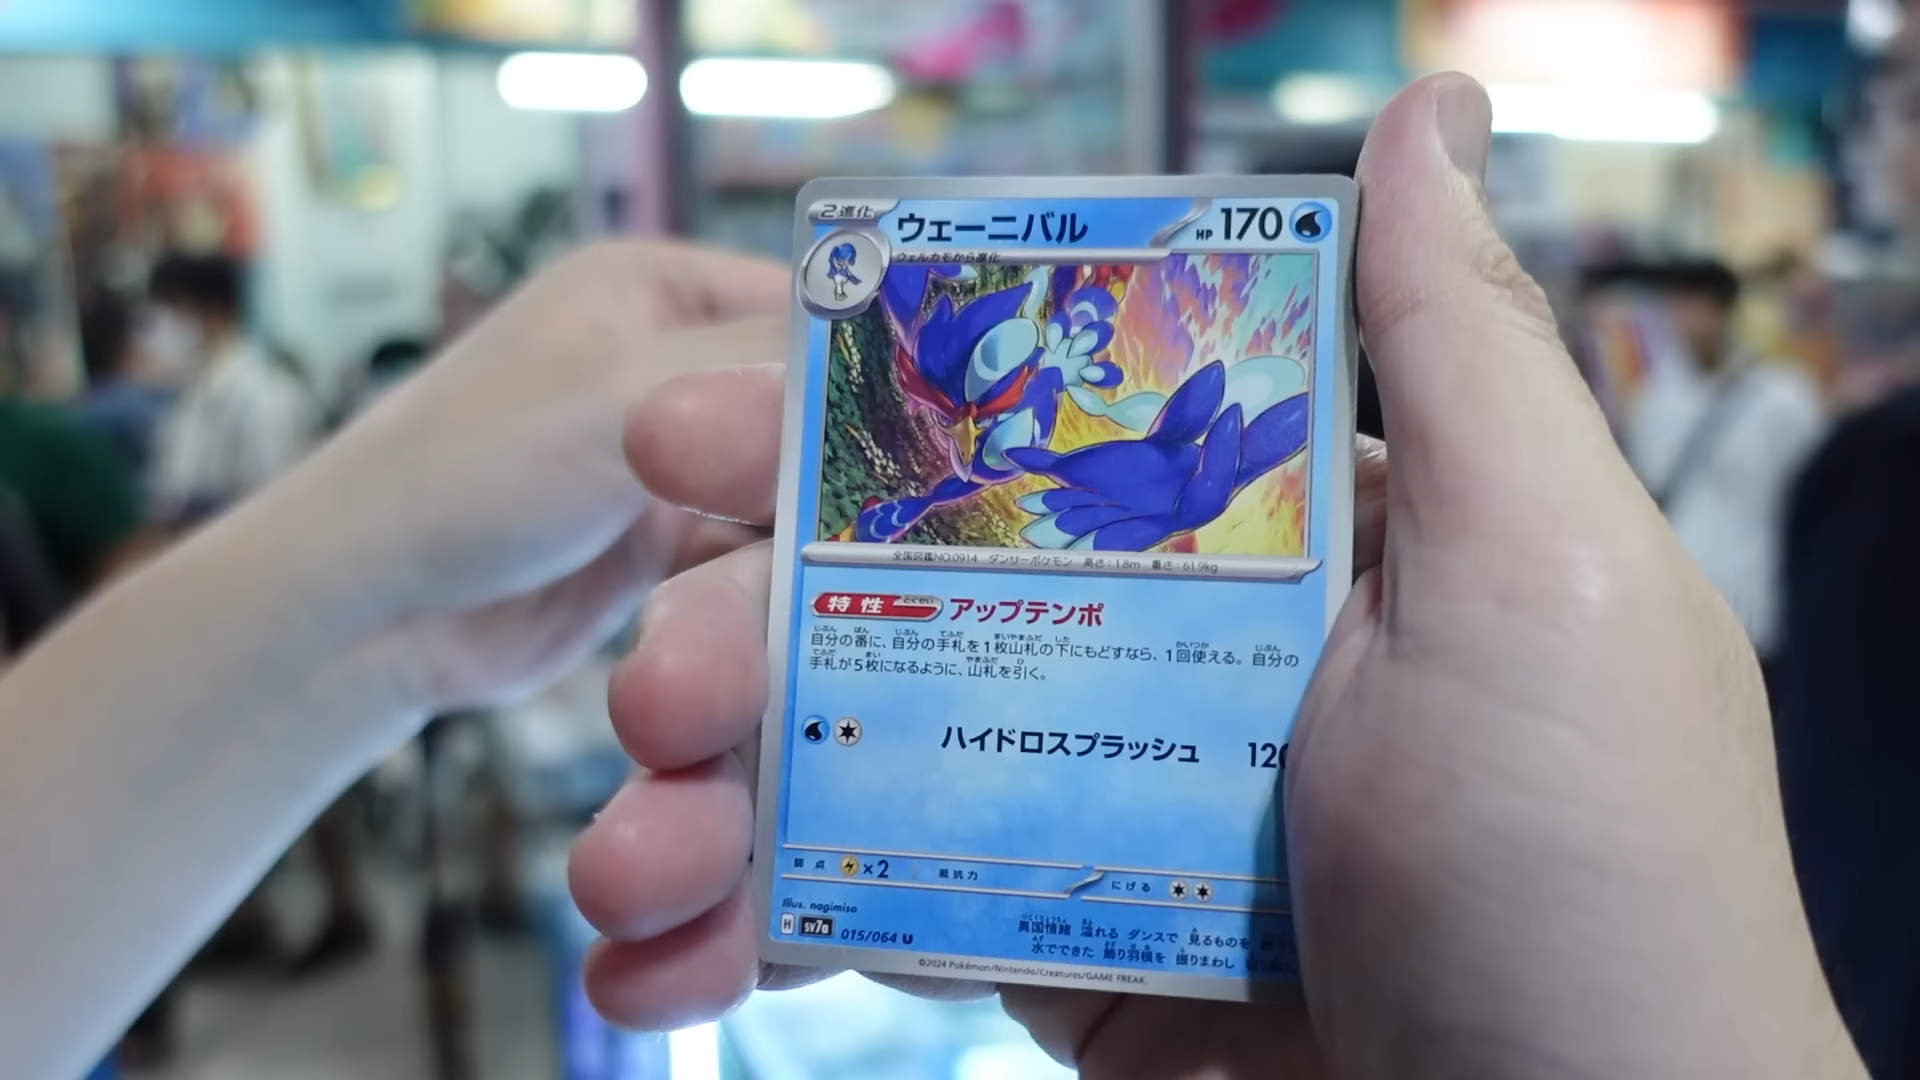 2進化 ウェーニバル HP 170
ウェルカモから進化
全国図鑑NO.0914 ダンサーポケモン 高さ：1.8m 重さ：61.9kg
特性 とくせい アップテンポ
自分の番に、自分の手札を1枚山札の下にもどすなら、1回使える。自分の
手札が5枚になるように、山札を引く。
ハイドロスプラッシュ 120
弱点 ×2 抵抗力 にげる
Illus. nagimiso
H sv7a 015/064 U
異国情緒 溢れる ダンスで 見るものを
水でできた 飾り羽根を 振りまわし
©2024 Pokémon/Nintendo/Creatures/GAME FREAK.